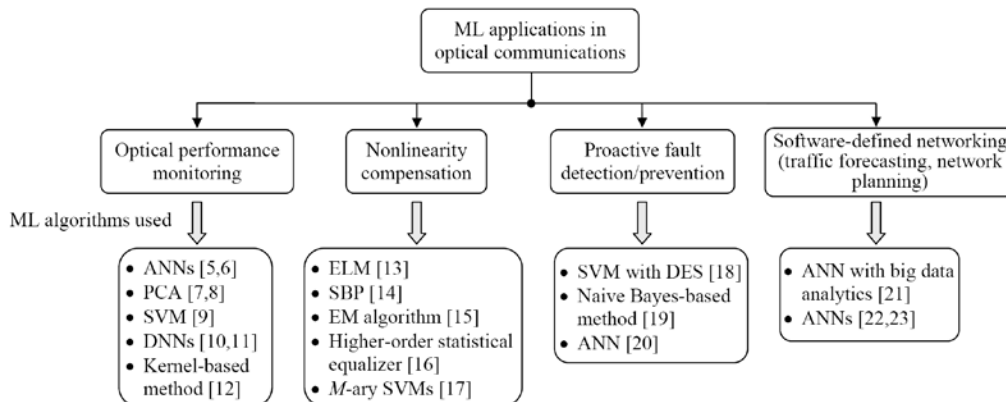 ML applications in
optical communications
Optical performance
monitoring
Nonlinearity
compensation
Proactive fault
detection/prevention
Software-defined networking
(traffic forecasting, network
planning)
ML algorithms used
• ANNs [5,6]
• PCA [7,8]
• SVM [9]
• DNNs [10,11]
• Kernel-based
method [12]
• ELM [13]
• SBP [14]
• EM algorithm [15]
• Higher-order statistical
equalizer [16]
• M-ary SVMs [17]
• SVM with DES [18]
• Naive Bayes-based
method [19]
• ANN [20]
• ANN with big data
analytics [21]
• ANNs [22,23]